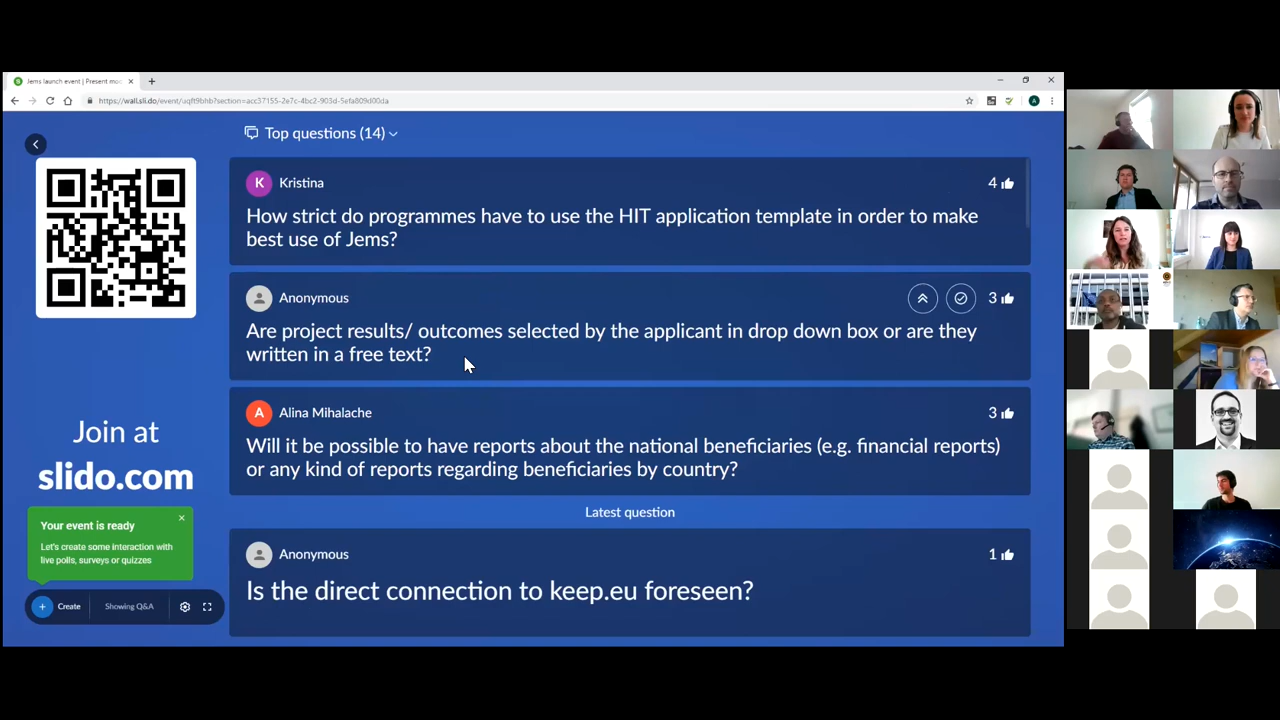 Jems launch event | Present mo
https://wall.sli.do/event/uqft9bhb?section=acc37155-2e7c-4bc2-903d-5efa809d00da
A
Top questions (14)
K Kristina
4
How strict do programmes have to use the HIT application template in order to make
best use of Jems?
Anonymous
3
Are project results/ outcomes selected by the applicant in drop down box or are they
written in a free text?
A Alina Mihalache
3
Will it be possible to have reports about the national beneficiaries (e.g. financial reports)
or any kind of reports regarding beneficiaries by country?
Latest question
Anonymous
1
Is the direct connection to keep.eu foreseen?
Join at
slido.com
Your event is ready
Let's create some interaction with
live polls, surveys or quizzes
Create
Showing Q&A